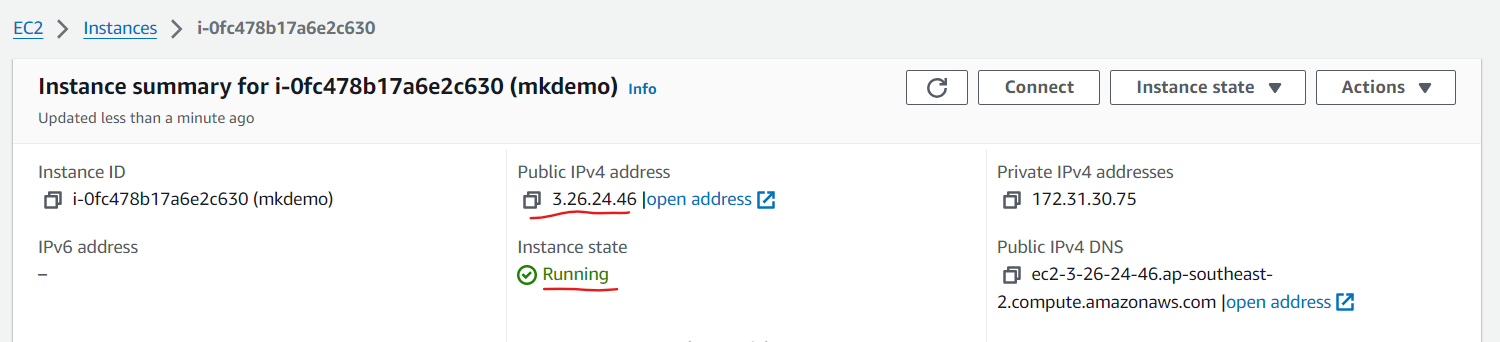 EC2 > Instances > i-0fc478b17a6e2c630
Instance summary for i-0fc478b17a6e2c630 (mkdemo) Info
Updated less than a minute ago
Connect
Instance state
Actions
Instance ID
i-0fc478b17a6e2c630 (mkdemo)
IPv6 address
–
Public IPv4 address
3.26.24.46 |open address
Instance state
Running
Private IPv4 addresses
172.31.30.75
Public IPv4 DNS
ec2-3-26-24-46.ap-southeast-
2.compute.amazonaws.com |open address